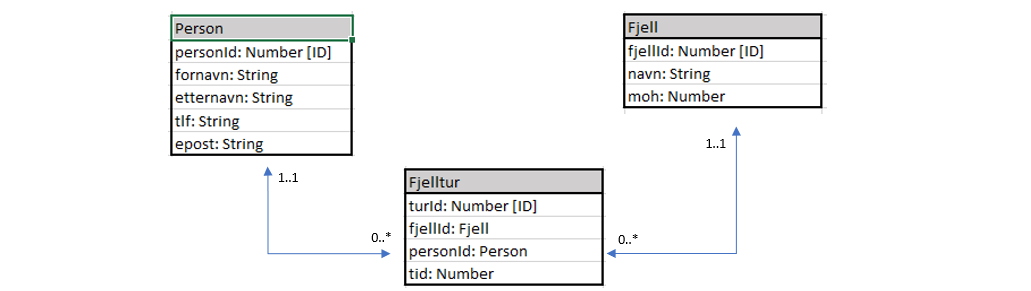 Person
personId: Number [ID]
fornavn: String
etternavn: String
tlf: String
epost: String
Fjell
fjellId: Number [ID]
navn: String
moh: Number
1..1
1..1
Fjelltur
turId: Number [ID]
fjellId: Fjell
personId: Person
tid: Number
0..*
0..*